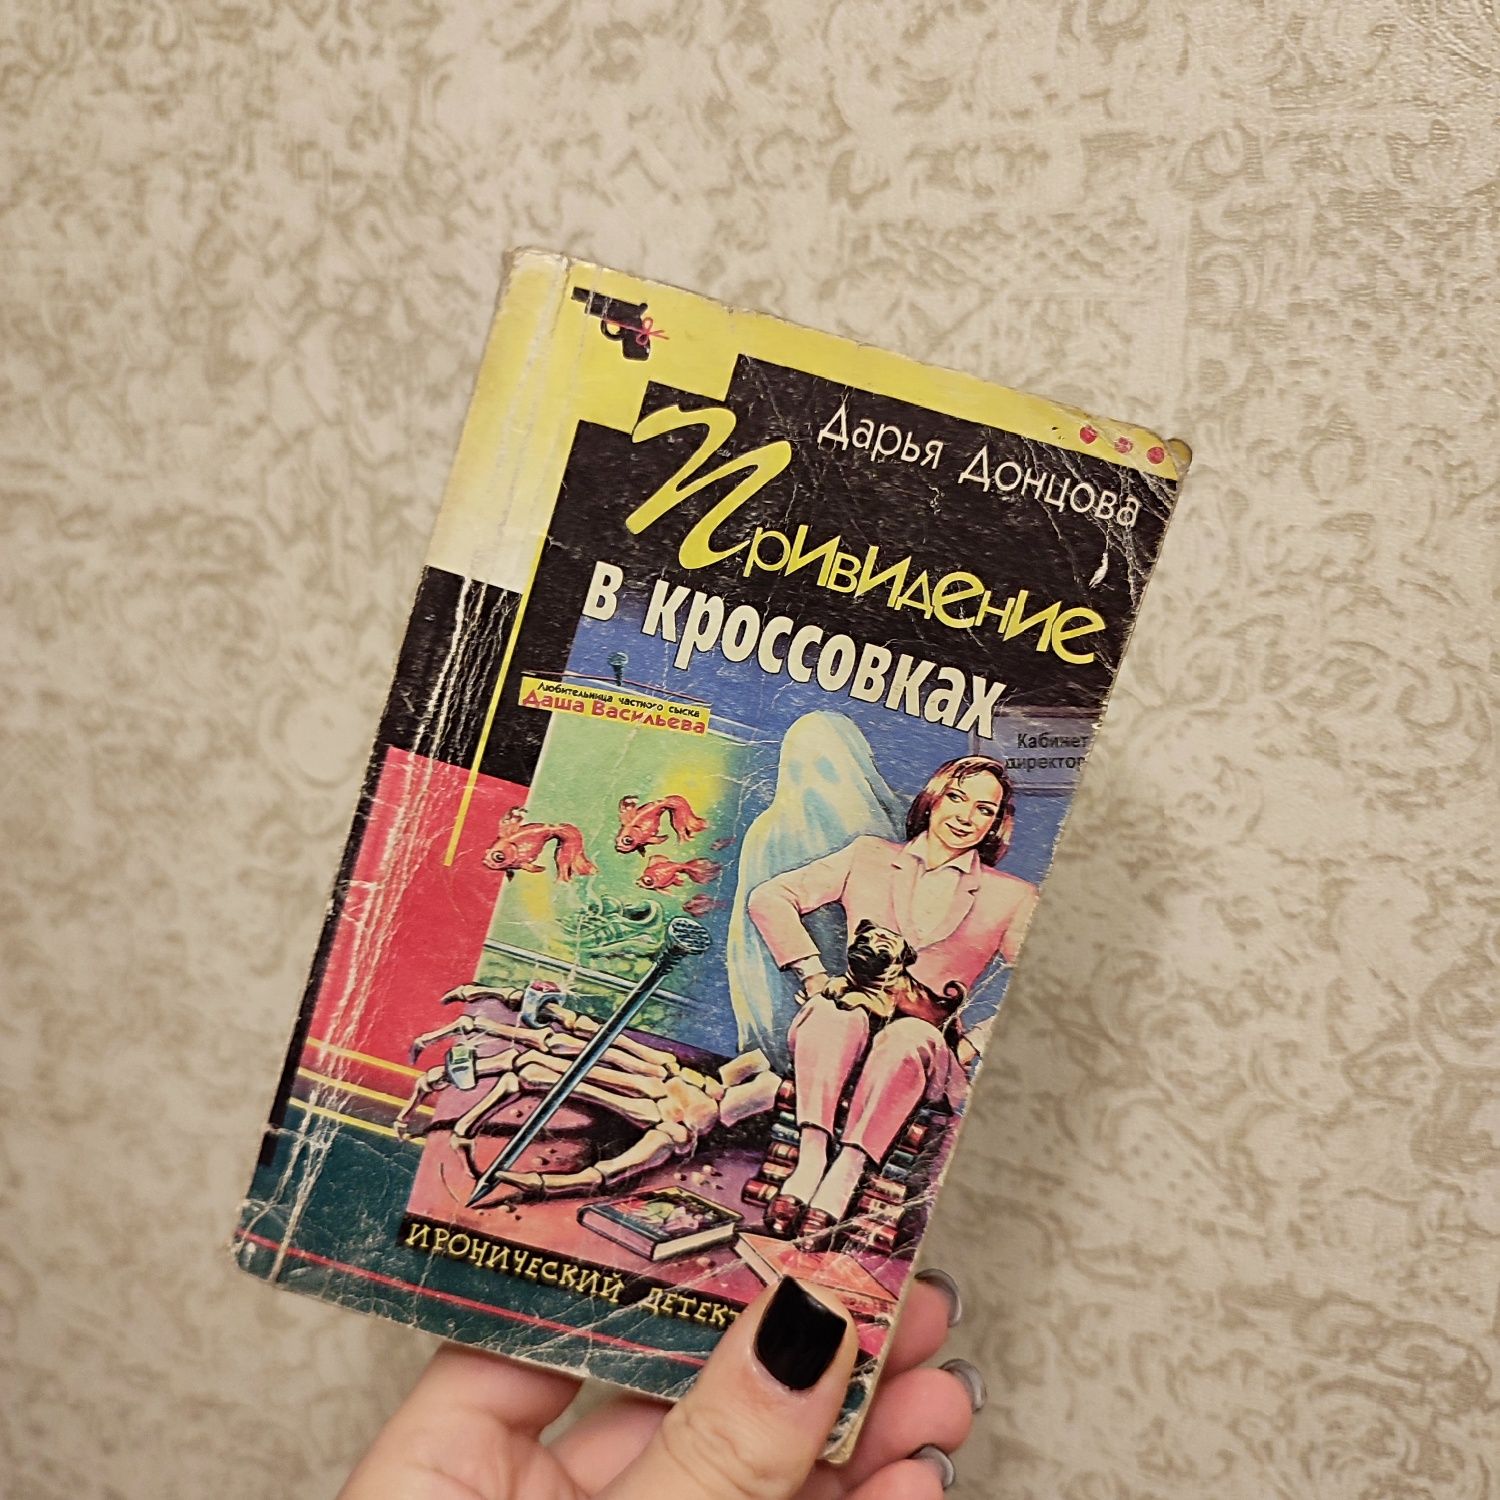 Дарья Донцова
Привидение
в кроссовках
Любительница частного сыска
Даша Васильева
Кабинет
директор
ИРОНИЧЕСКИЙ ДЕТЕКТ